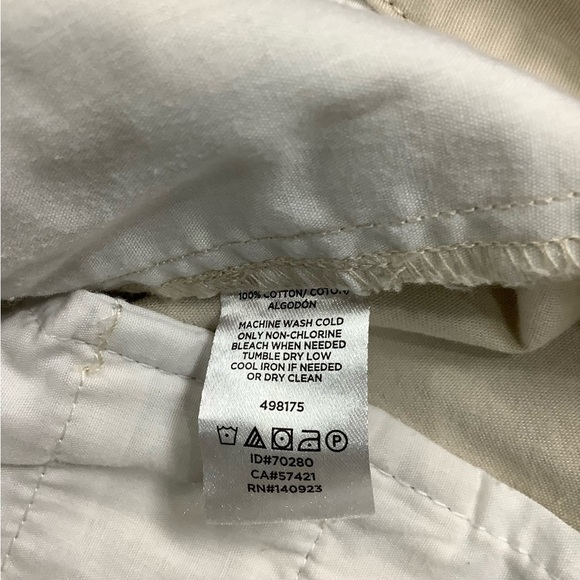 100% COTTON/ COTON/
ALGODÓN
MACHINE WASH COLD
ONLY NON-CHLORINE
BLEACH WHEN NEEDED
TUMBLE DRY LOW
COOL IRON IF NEEDED
OR DRY CLEAN
498175
P
ID#70280
CA#57421
RN#140923